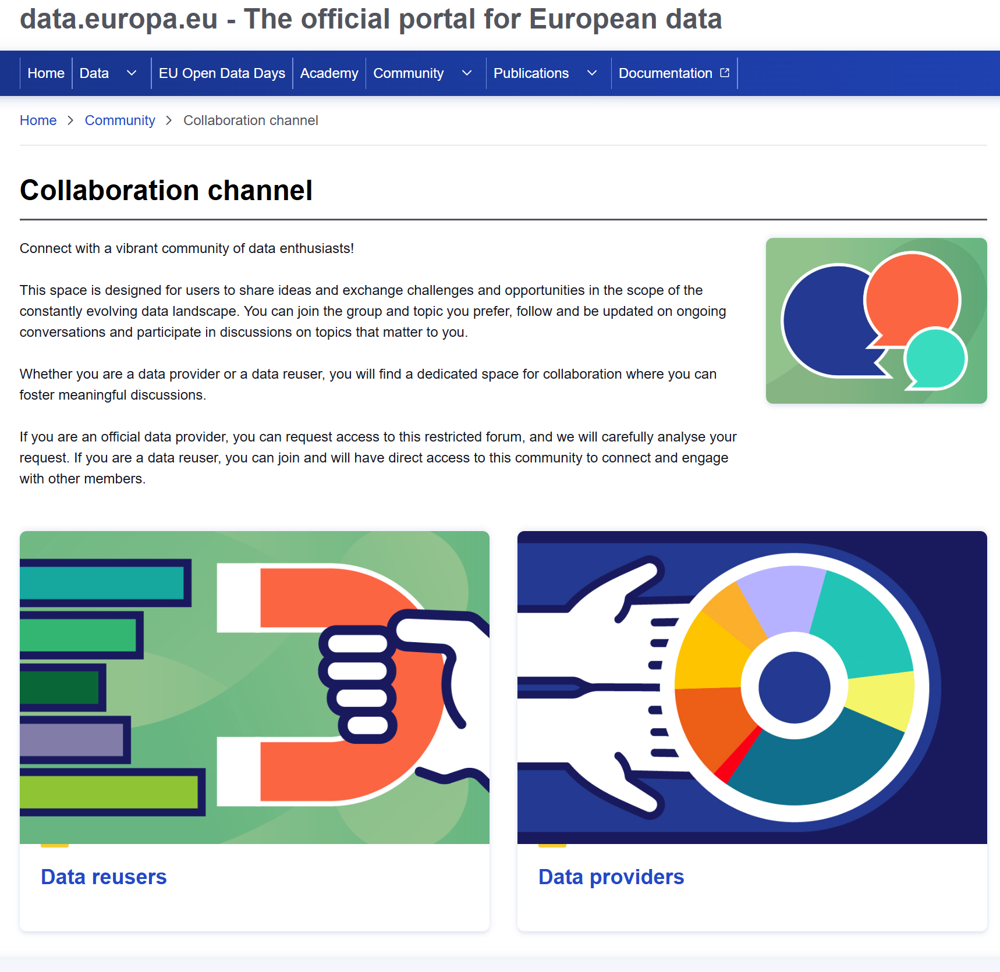 data.europa.eu - The official portal for European data
Home
Data
EU Open Data Days
Academy
Community
Publications
Documentation
Home > Community > Collaboration channel
Collaboration channel
Connect with a vibrant community of data enthusiasts!
This space is designed for users to share ideas and exchange challenges and opportunities in the scope of the
constantly evolving data landscape. You can join the group and topic you prefer, follow and be updated on ongoing
conversations and participate in discussions on topics that matter to you.
Whether you are a data provider or a data reuser, you will find a dedicated space for collaboration where you can
foster meaningful discussions.
If you are an official data provider, you can request access to this restricted forum, and we will carefully analyse your
request. If you are a data reuser, you can join and will have direct access to this community to connect and engage
with other members.
Data reusers
Data providers